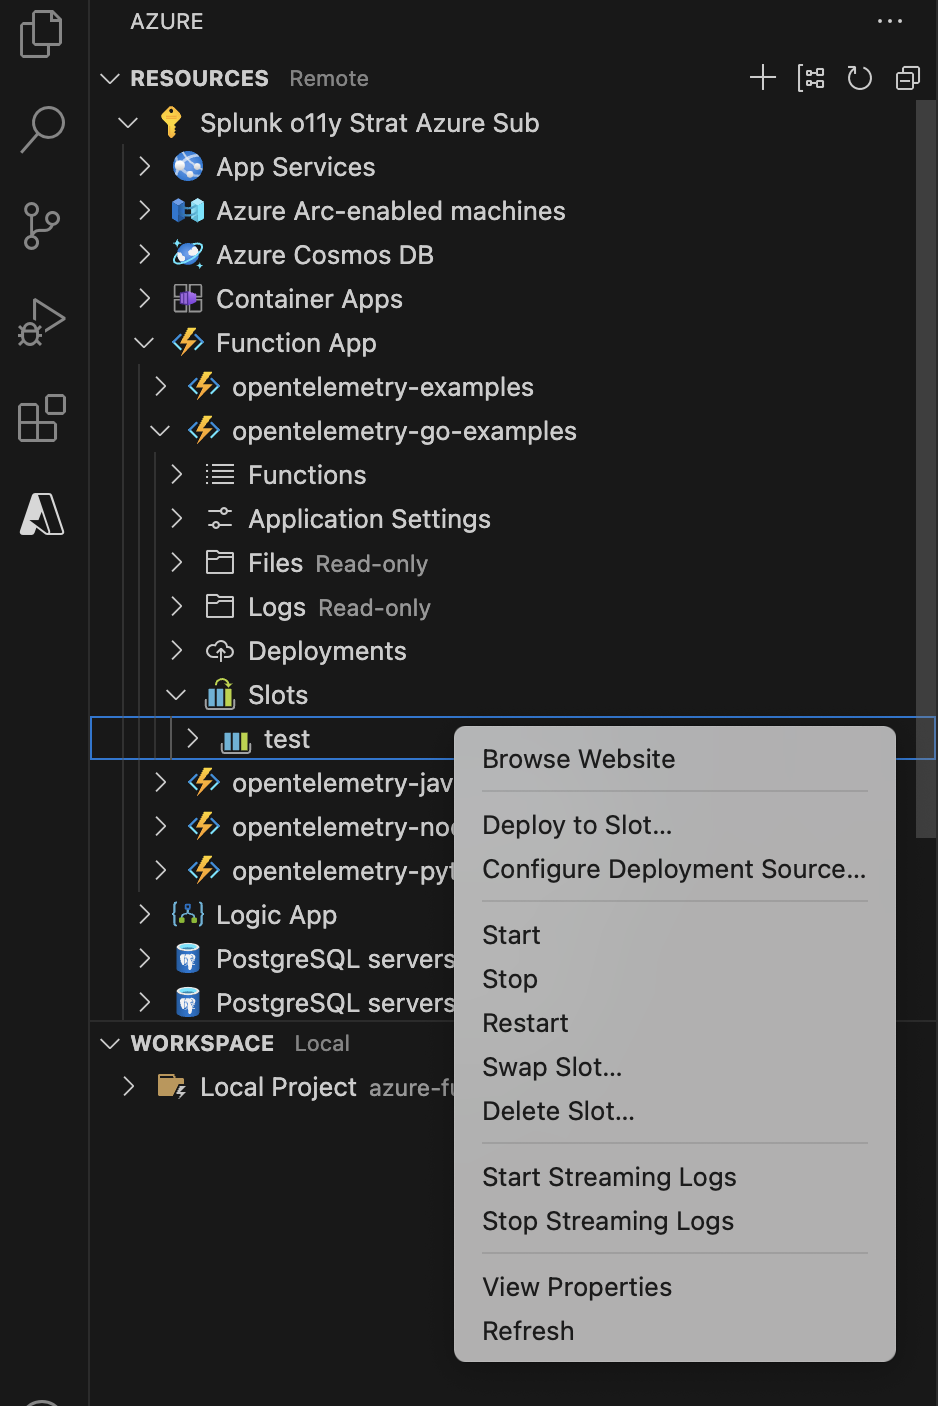 AZURE
RESOURCES Remote
Splunk o11y Strat Azure Sub
App Services
Azure Arc-enabled machines
Azure Cosmos DB
Container Apps
Function App
opentelemetry-examples
opentelemetry-go-examples
Functions
Application Settings
Files Read-only
Logs Read-only
Deployments
Slots
test
opentelemetry-jav
opentelemetry-noc
opentelemetry-pyt
Logic App
PostgreSQL servers
PostgreSQL servers
WORKSPACE Local
Local Project azure-fu
Browse Website
Deploy to Slot...
Configure Deployment Source...
Start
Stop
Restart
Swap Slot...
Delete Slot...
Start Streaming Logs
Stop Streaming Logs
View Properties
Refresh